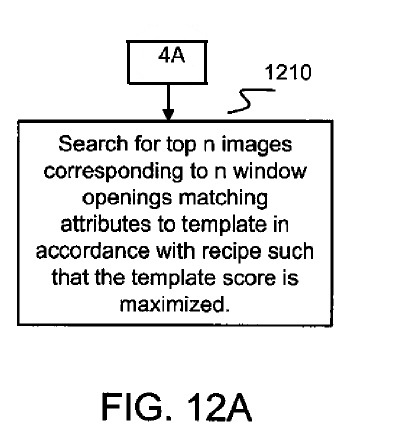 4A
1210
Search for top n images
corresponding to n window
openings matching
attributes to template in
accordance with recipe such
that the template score is
maximized.
FIG. 12A